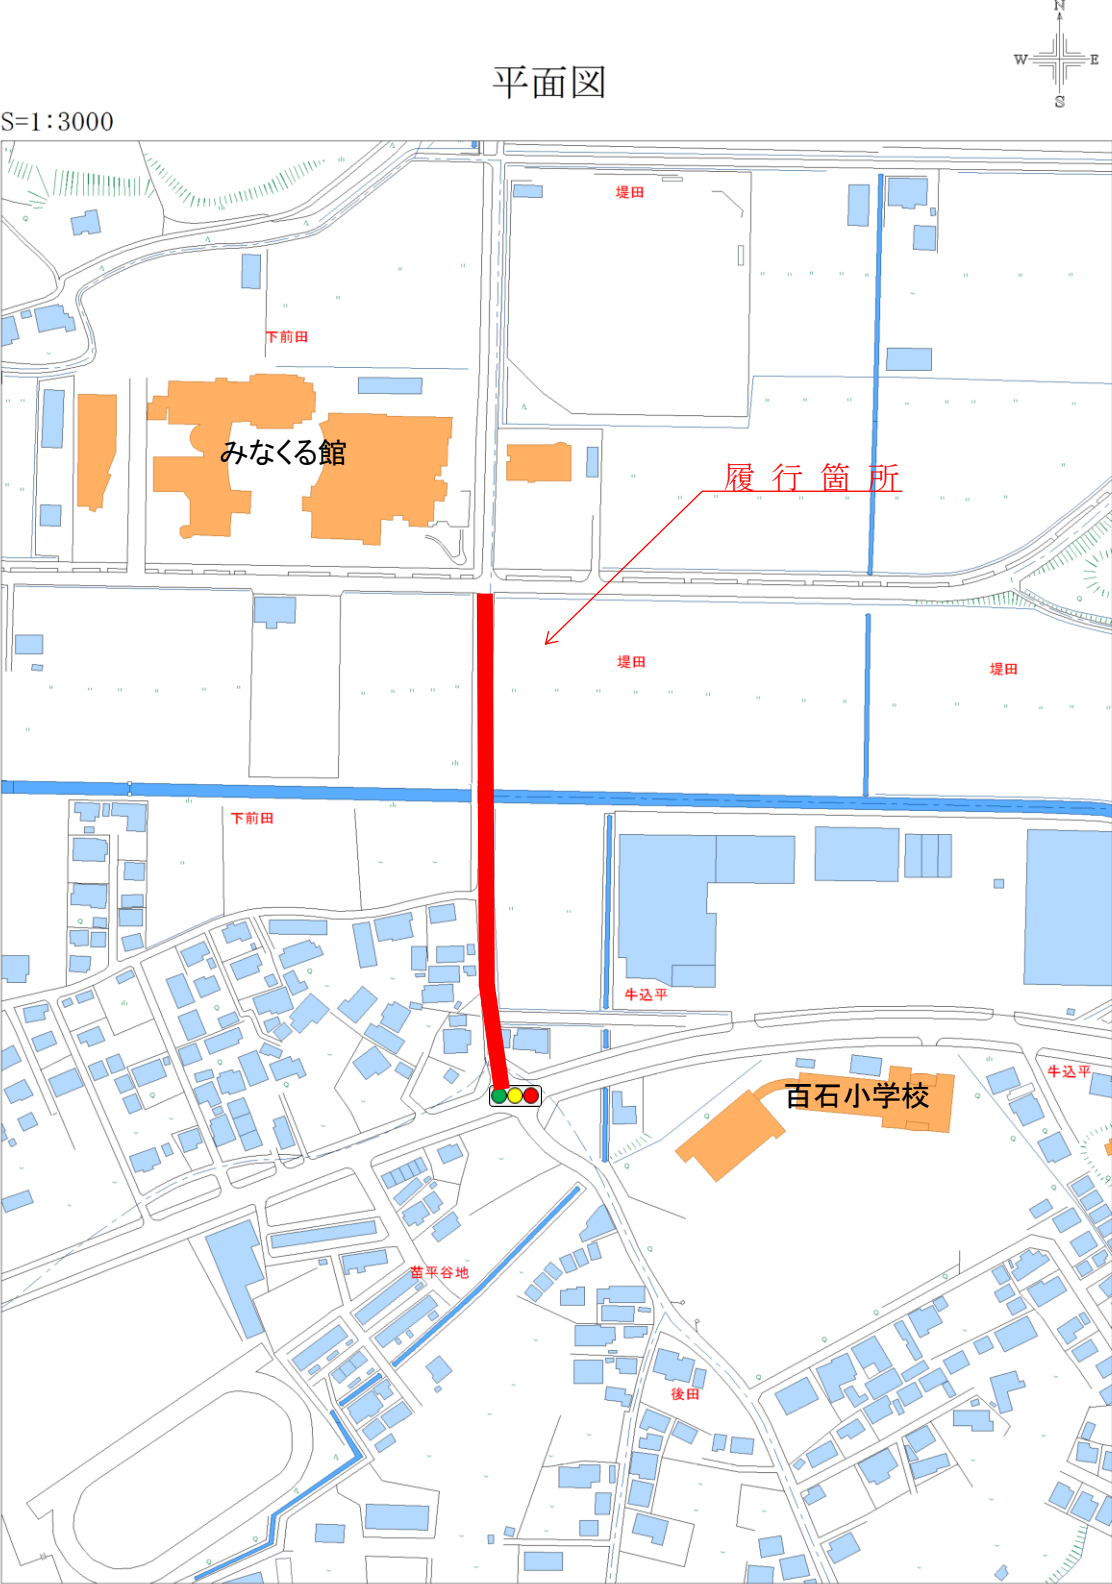 N
W E
S
平面図
S=1:3000
堤田
下前田
みなくる館
履行箇所
堤田
堤田
下前田
牛込平
牛込平
百石小学校
苗平谷地
後田